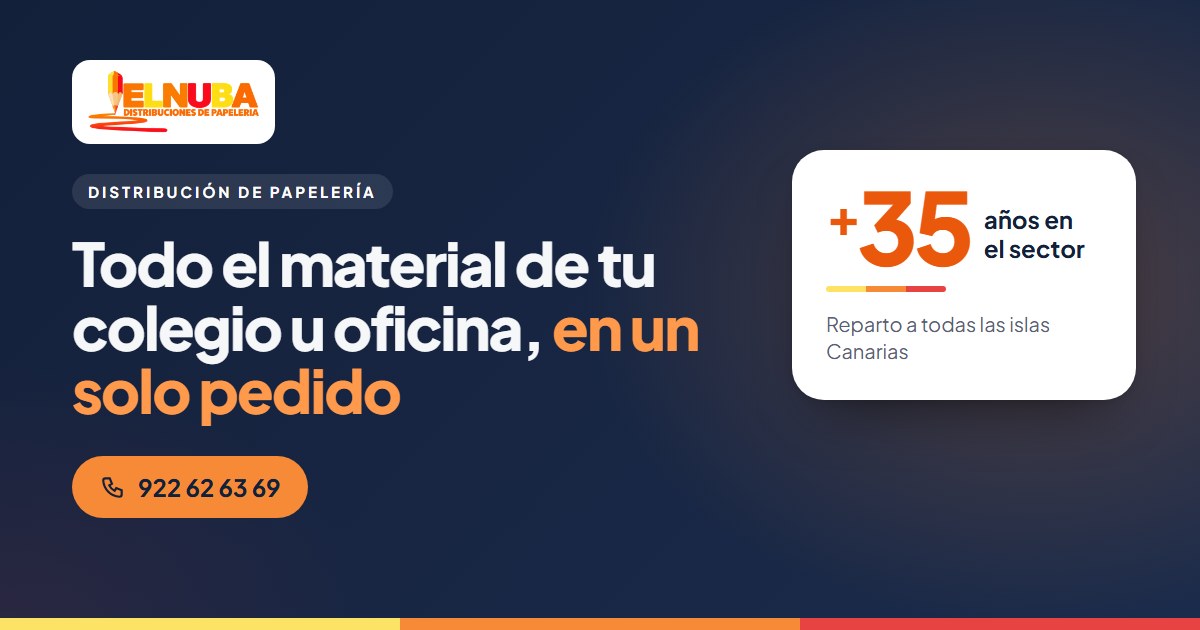 ELNUBA
DISTRIBUCIONES DE PAPELERIA
DISTRIBUCIÓN DE PAPELERÍA
Todo el material de tu
colegio u oficina, en un
solo pedido
922 62 63 69
+35 años en
el sector
Reparto a todas las islas
Canarias